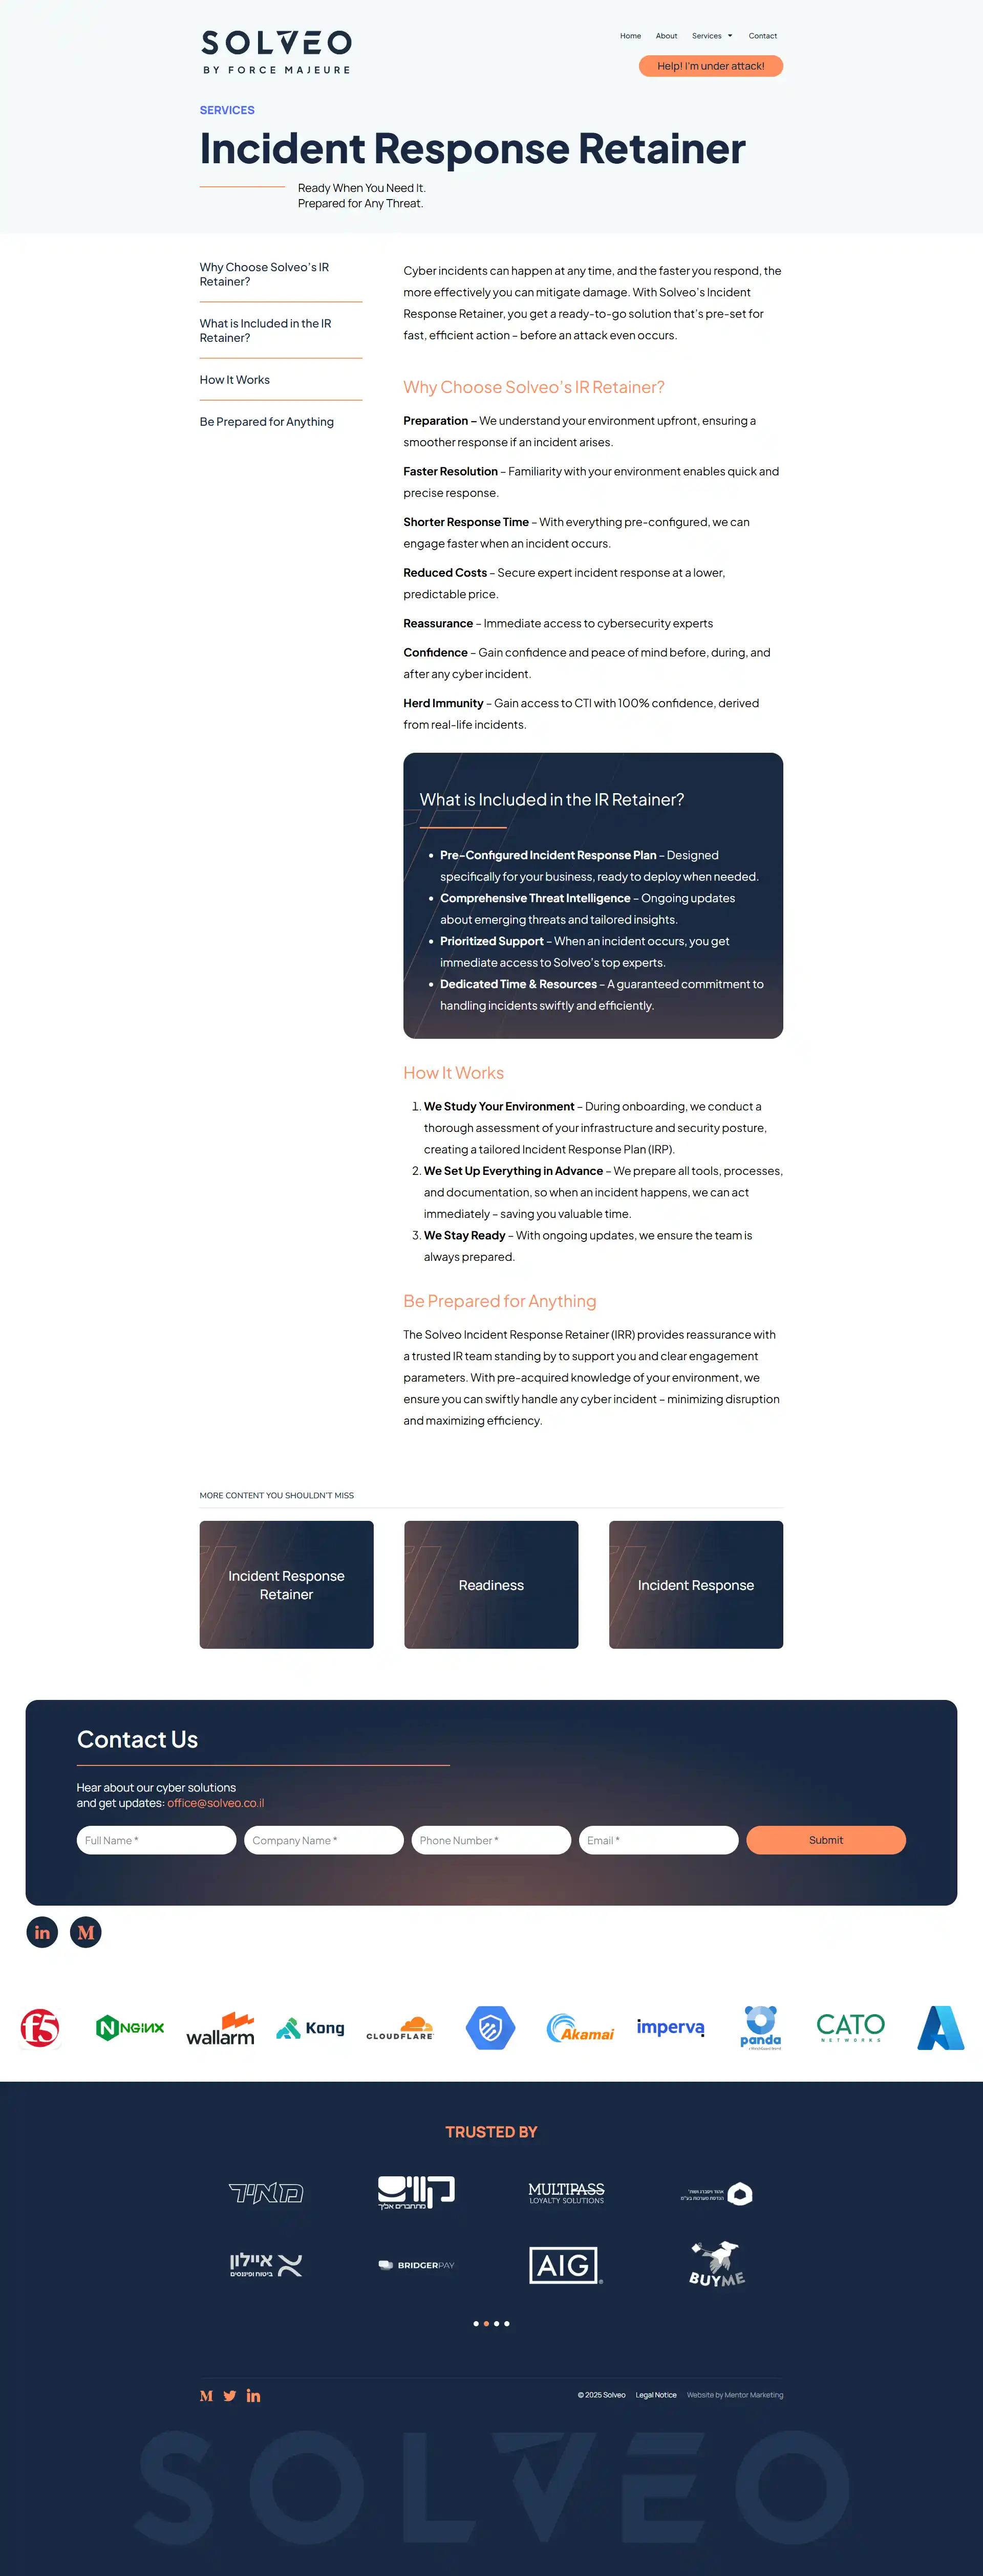 SOLVEO
BY FORCE MAJEURE
Home About Services Contact
Help! I'm under attack!
SERVICES
Incident Response Retainer
Ready When You Need It.
Prepared for Any Threat.
Why Choose Solveo's IR
Retainer?
What is Included in the IR
Retainer?
How It Works
Be Prepared for Anything
Cyber incidents can happen at any time, and the faster you respond, the
more effectively you can mitigate damage. With Solveo's Incident
Response Retainer, you get a ready-to-go solution that's pre-set for
fast, efficient action – before an attack even occurs.
Why Choose Solveo's IR Retainer?
Preparation – We understand your environment upfront, ensuring a
smoother response if an incident arises.
Faster Resolution – Familiarity with your environment enables quick and
precise response.
Shorter Response Time – With everything pre-configured, we can
engage faster when an incident occurs.
Reduced Costs – Secure expert incident response at a lower,
predictable price.
Reassurance – Immediate access to cybersecurity experts
Confidence – Gain confidence and peace of mind before, during, and
after any cyber incident.
Herd Immunity – Gain access to CTI with 100% confidence, derived
from real-life incidents.
What is Included in the IR Retainer?
• Pre-Configured Incident Response Plan – Designed
specifically for your business, ready to deploy when needed.
• Comprehensive Threat Intelligence – Ongoing updates
about emerging threats and tailored insights.
• Prioritized Support – When an incident occurs, you get
immediate access to Solveo's top experts.
• Dedicated Time & Resources – A guaranteed commitment to
handling incidents swiftly and efficiently.
How It Works
1. We Study Your Environment – During onboarding, we conduct a
thorough assessment of your infrastructure and security posture,
creating a tailored Incident Response Plan (IRP).
2. We Set Up Everything in Advance – We prepare all tools, processes,
and documentation, so when an incident happens, we can act
immediately – saving you valuable time.
3. We Stay Ready – With ongoing updates, we ensure the team is
always prepared.
Be Prepared for Anything
The Solveo Incident Response Retainer (IRR) provides reassurance with
a trusted IR team standing by to support you and clear engagement
parameters. With pre-acquired knowledge of your environment, we
ensure you can swiftly handle any cyber incident – minimizing disruption
and maximizing efficiency.
MORE CONTENT YOU SHOULDN'T MISS
Incident Response
Retainer
Readiness
Incident Response
Contact Us
Hear about our cyber solutions
and get updates: office@solveo.co.il
Full Name * Company Name * Phone Number * Email * Submit
in M
f5 NGINX wallarm Kong CLOUDFLARE Akamai imperva panda CATO
NETWORKS
TRUSTED BY
מאיר
קוויש
מתחברים אליך
MULTIPASS
LOYALTY SOLUTIONS
איילון
ביטוח ופיננסים
BRIDGERPAY
AIG
BUYME
M in
© 2025 Solveo Legal Notice Website by Mentor Marketing
SOLVEO